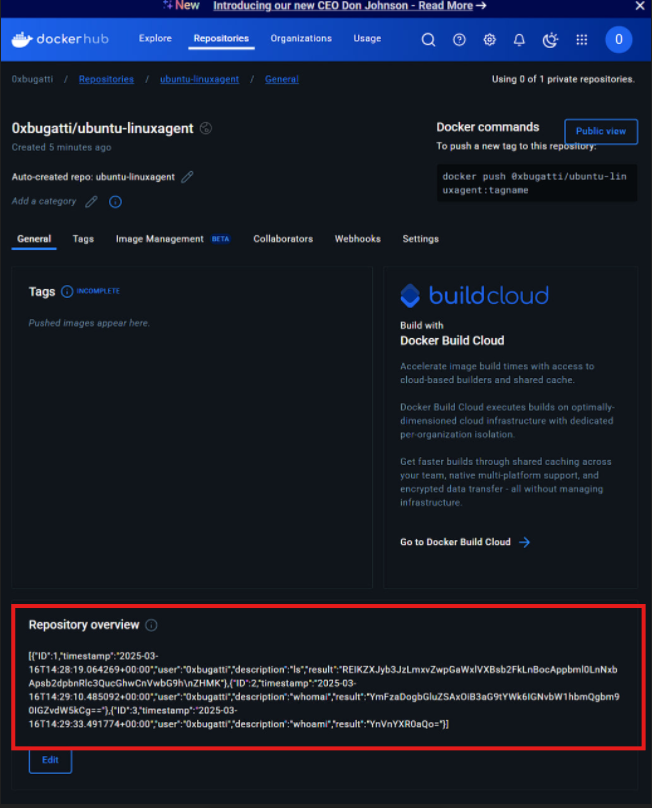 New Introducing our new CEO Don Johnson - Read More →
dockerhub Explore Repositories Organizations Usage 0
0xbugatti / Repositories / ubuntu-linuxagent / General
Using 0 of 1 private repositories.
0xbugatti/ubuntu-linuxagent
Created 5 minutes ago
Auto-created repo: ubuntu-linuxagent
Add a category
Docker commands
Public view
To push a new tag to this repository:
docker push 0xbugatti/ubuntu-lin
uxagent:tagname
General Tags Image Management BETA Collaborators Webhooks Settings
Tags INCOMPLETE
Pushed images appear here.
buildcloud
Build with
Docker Build Cloud
Accelerate image build times with access to
cloud-based builders and shared cache.
Docker Build Cloud executes builds on optimally-
dimensioned cloud infrastructure with dedicated
per-organization isolation.
Get faster builds through shared caching across
your team, native multi-platform support, and
encrypted data transfer - all without managing
infrastructure.
Go to Docker Build Cloud →
Repository overview
[{"ID":1,"timestamp":"2025-03-
16T14:28:19.064269+00:00","user":"0xbugatti","description":"ls","result":"REIKZXJyb3JzLmxvZwpGaWxlVXBsb2FkLnBocAppbml0LnNxb
Apsb2dpbnRlc3QucGhwCnVwbG9h\nZHMK"},{"ID":2,"timestamp":"2025-03-
16T14:29:10.485092+00:00","user":"0xbugatti","description":"whomai","result":"YmFzaDogbGluZSAxOiB3aG9tYWk6IGNvbW1hbmQgbm9
0IGZvdW5kCg=="},{"ID":3,"timestamp":"2025-03-
16T14:29:33.491774+00:00","user":"0xbugatti","description":"whoami","result":"YnVnYXR0aQo="}]
Edit